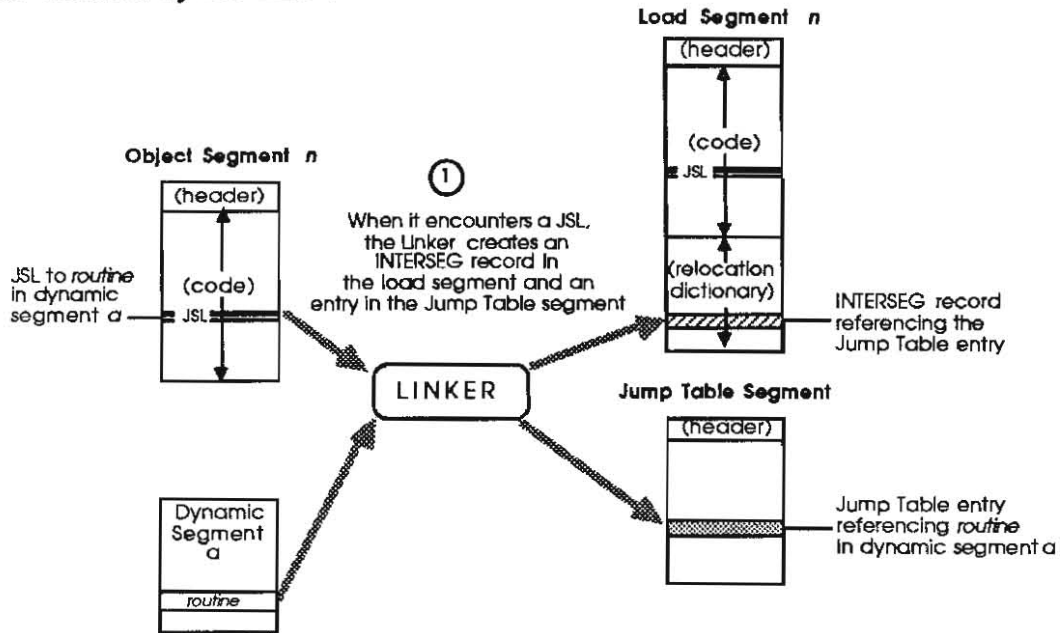 Load Segment n
(header)
(code)
JSL
(relocation
dictionary)
INTERSEG record
referencing the
Jump Table entry
Object Segment n
(header)
(code)
JSL
JSL to routine
in dynamic
segment a
1
When it encounters a JSL,
the Linker creates an
INTERSEG record in
the load segment and an
entry in the Jump Table segment
LINKER
Jump Table Segment
(header)
Jump Table entry
referencing routine
in dynamic segment a
Dynamic
Segment
a
routine